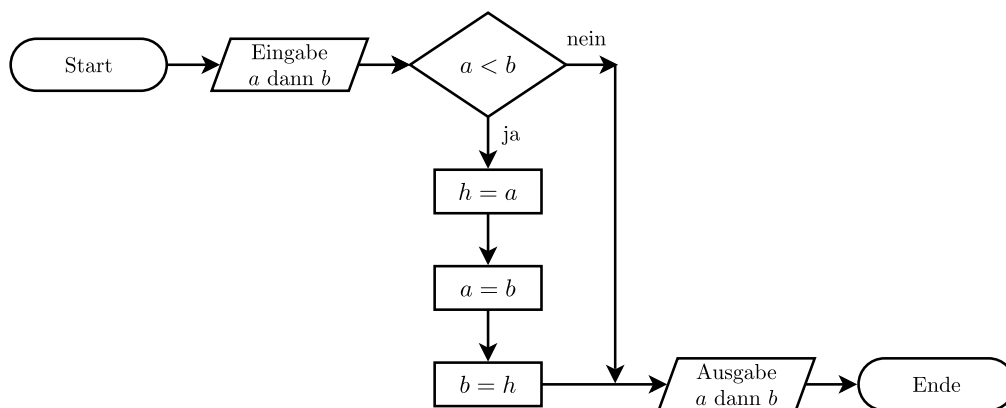 Start
Eingabe
a dann b
a < b
nein
ja
h = a
a = b
b = h
Ausgabe
a dann b
Ende